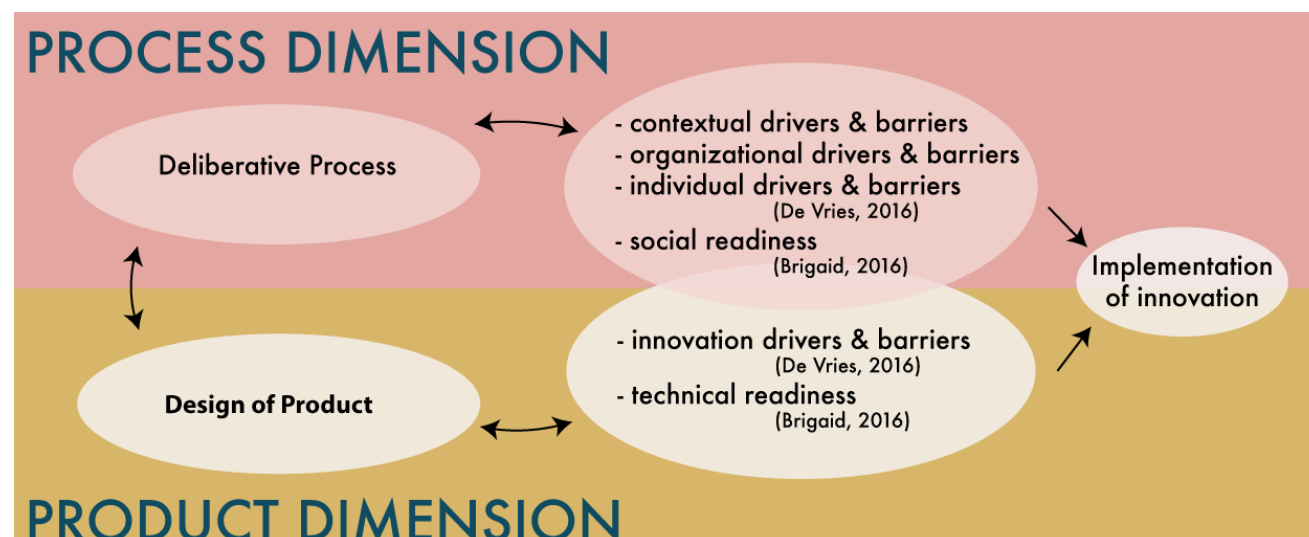 PROCESS DIMENSION
Deliberative Process
- contextual drivers & barriers
- organizational drivers & barriers
- individual drivers & barriers
(De Vries, 2016)
- social readiness
(Brigaid, 2016)
Implementation
of innovation
- innovation drivers & barriers
(De Vries, 2016)
- technical readiness
(Brigaid, 2016)
Design of Product
PRODUCT DIMENSION